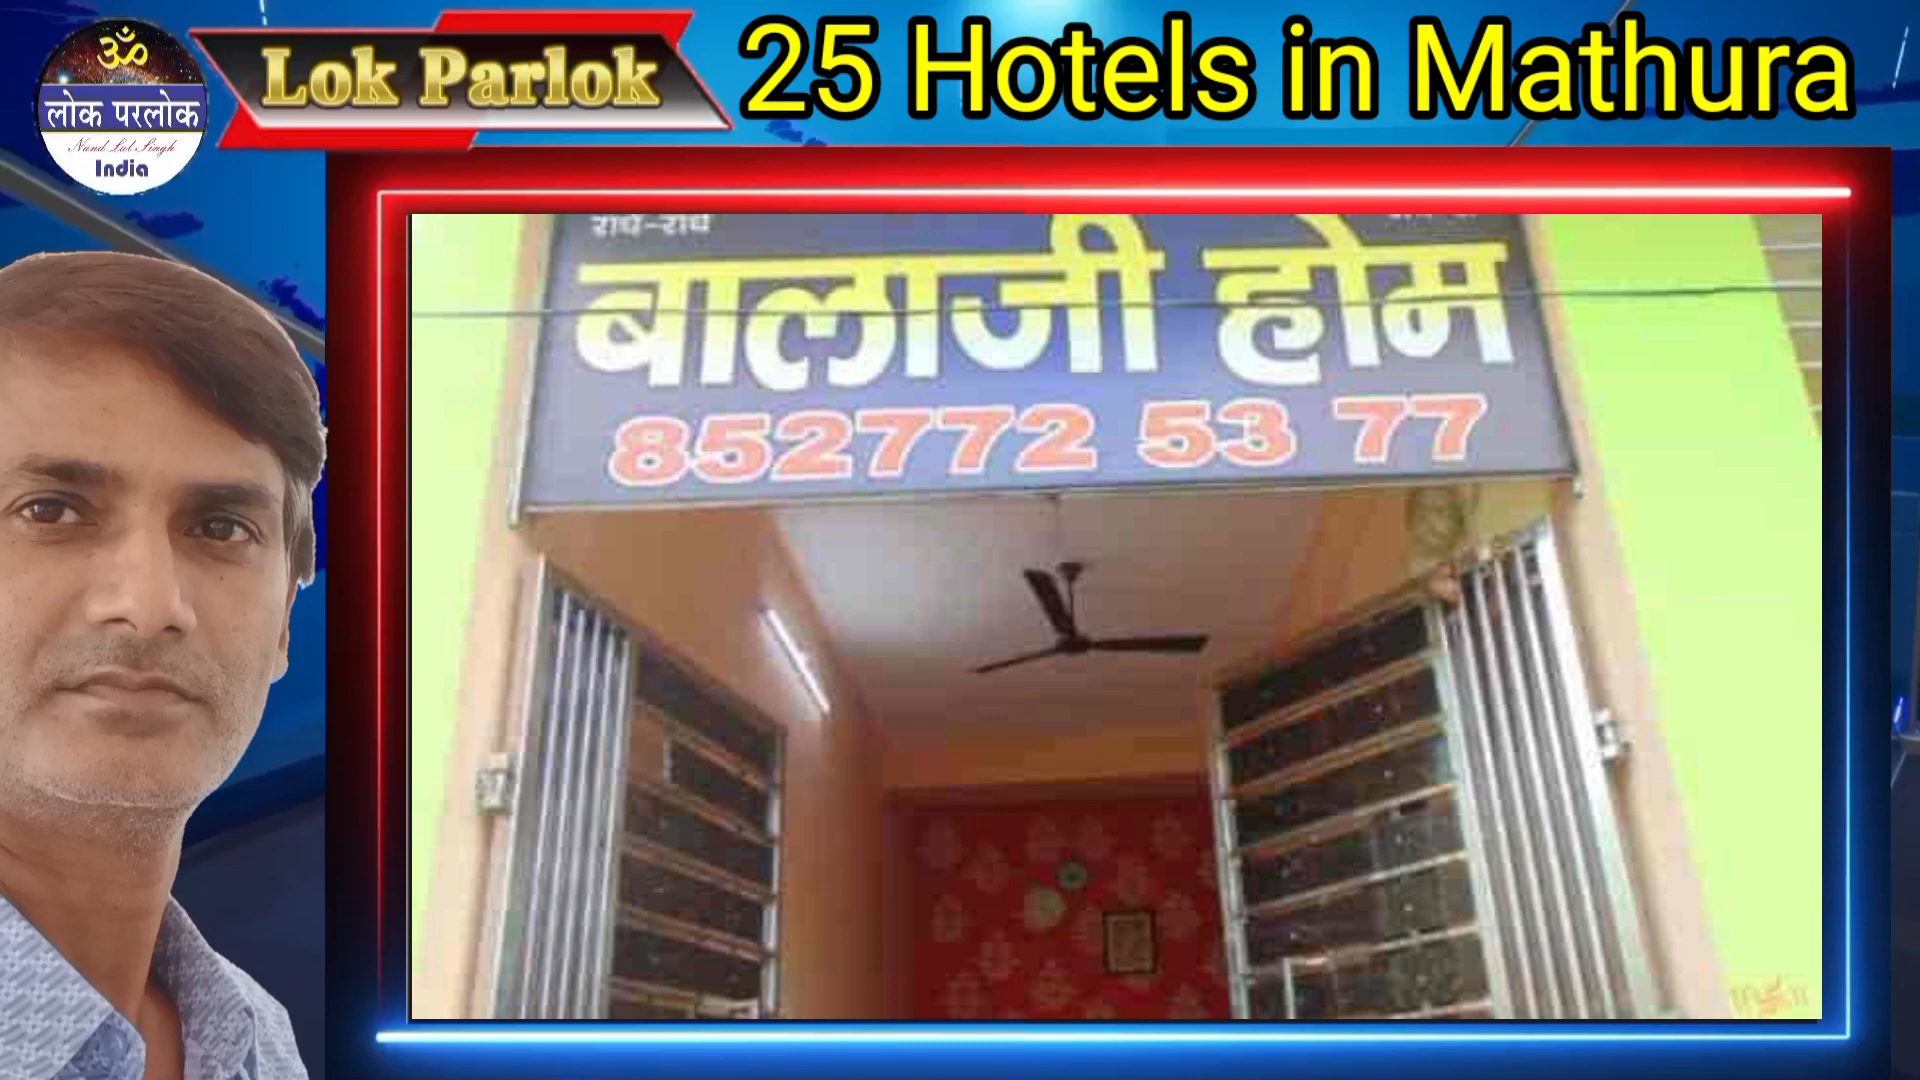 ॐ
लोक परलोक
Nand Lal Singh
India
Lok Parlok
25 Hotels in Mathura
राधे-राधे
बालाजी होम
852772 53 77